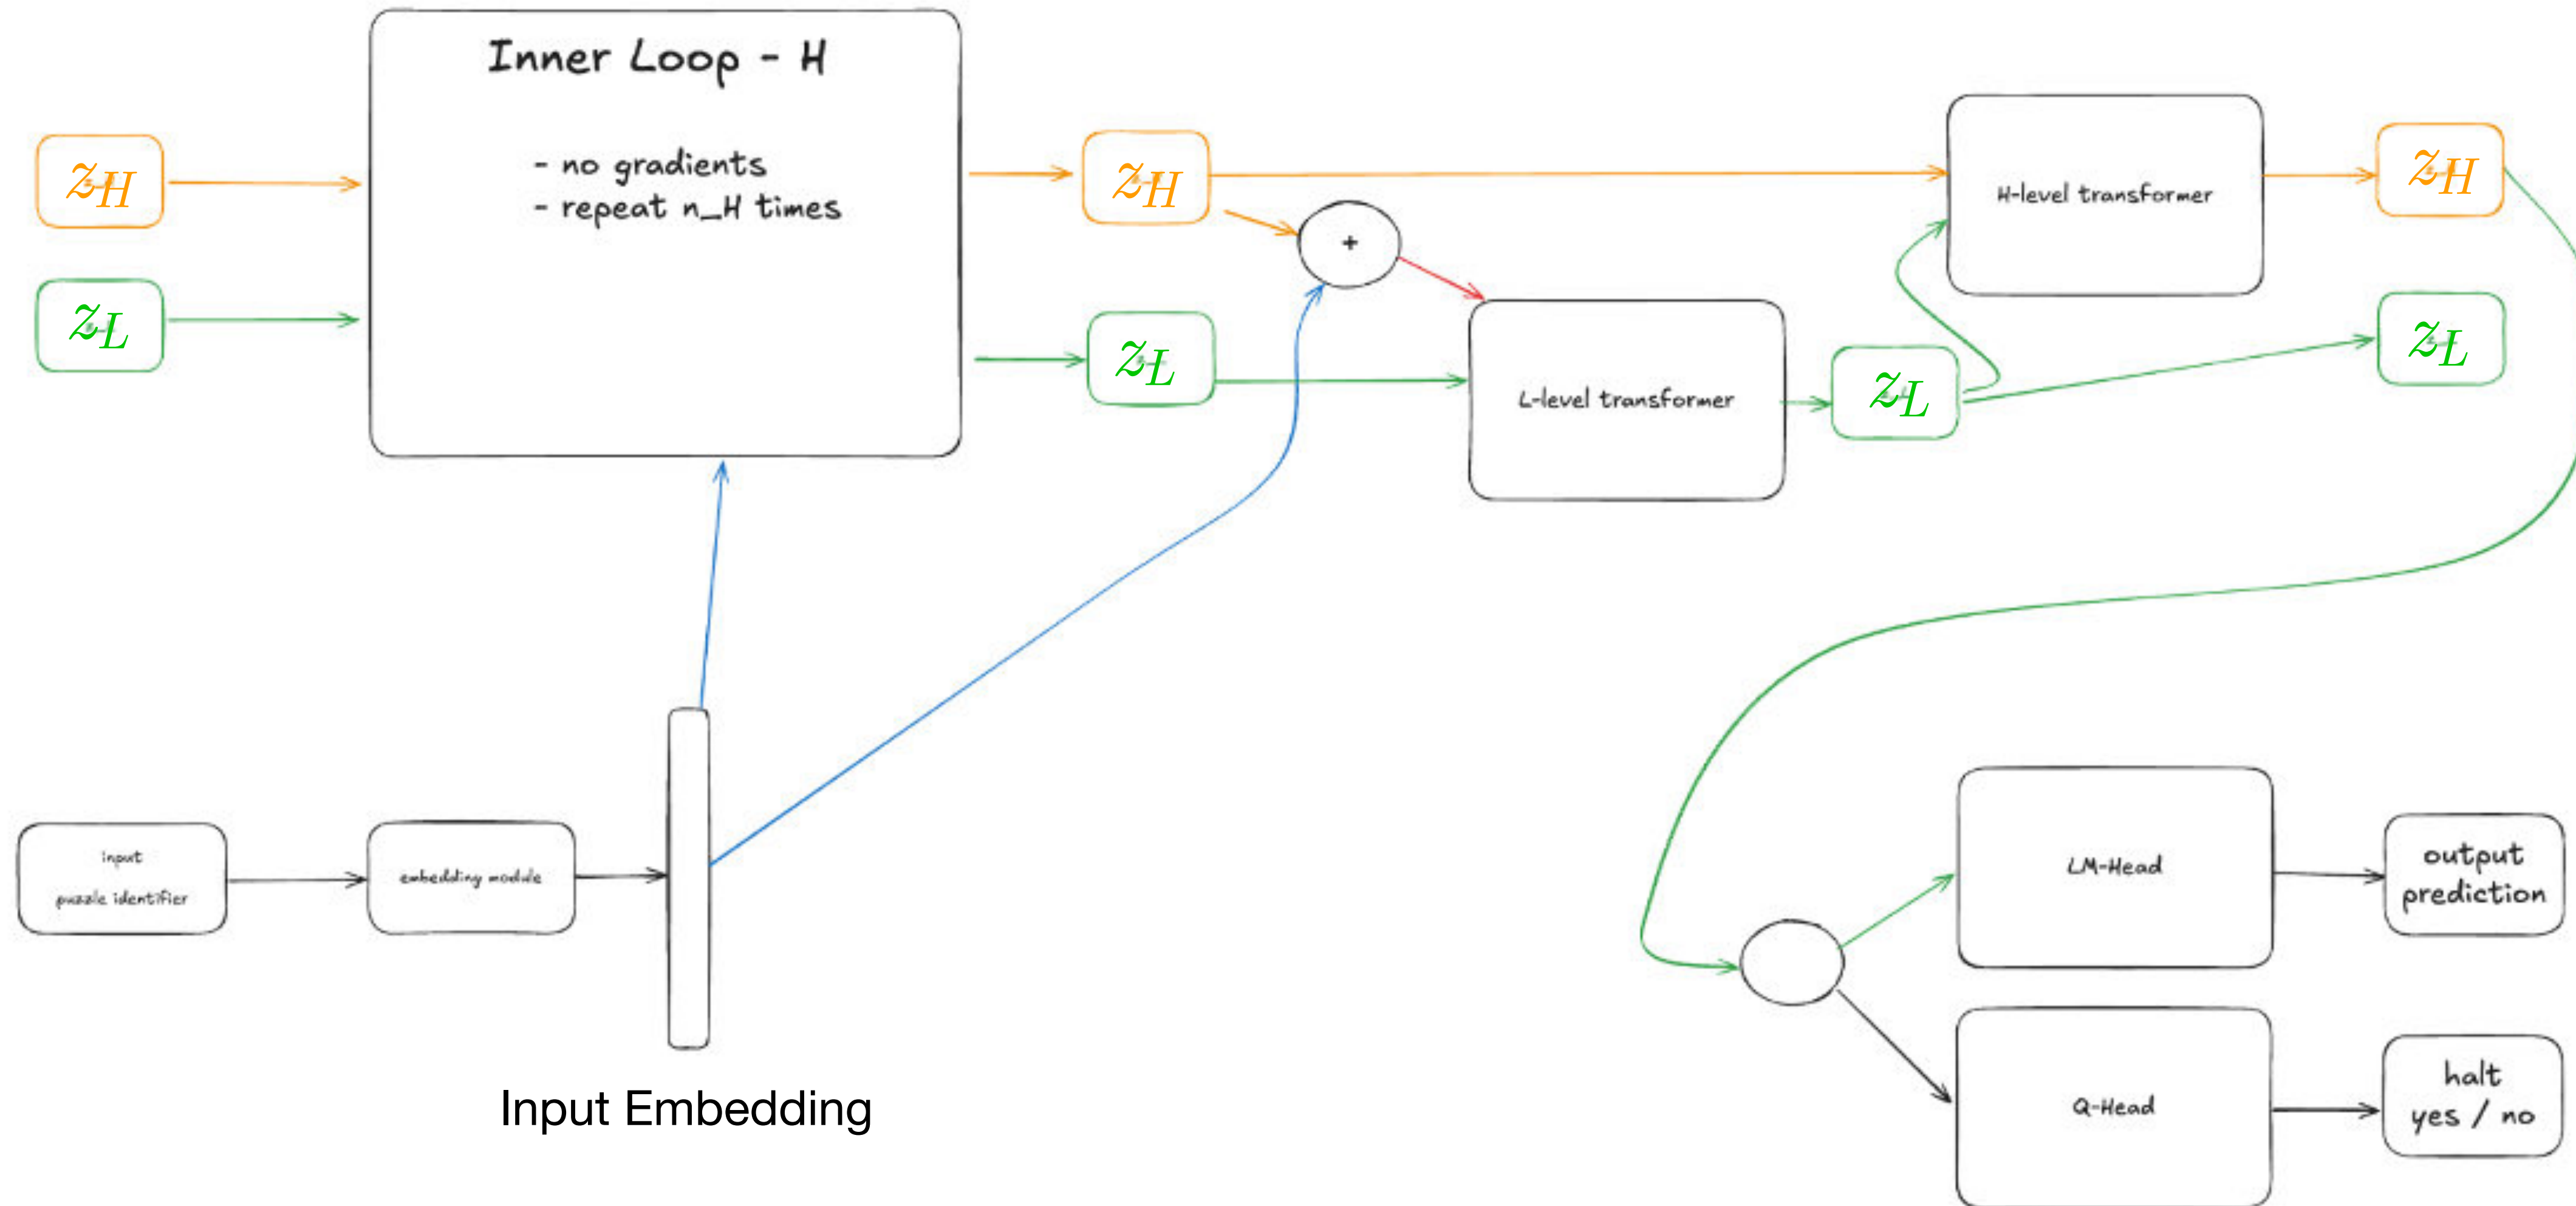 Inner Loop - H
- no gradients
- repeat n_H times
z_H
z_L
z_H
z_L
+
L-level transformer
z_L
H-level transformer
z_H
z_L
input
puzzle identifier
embedding module
Input Embedding
LM-Head
output
prediction
Q-Head
halt
yes / no